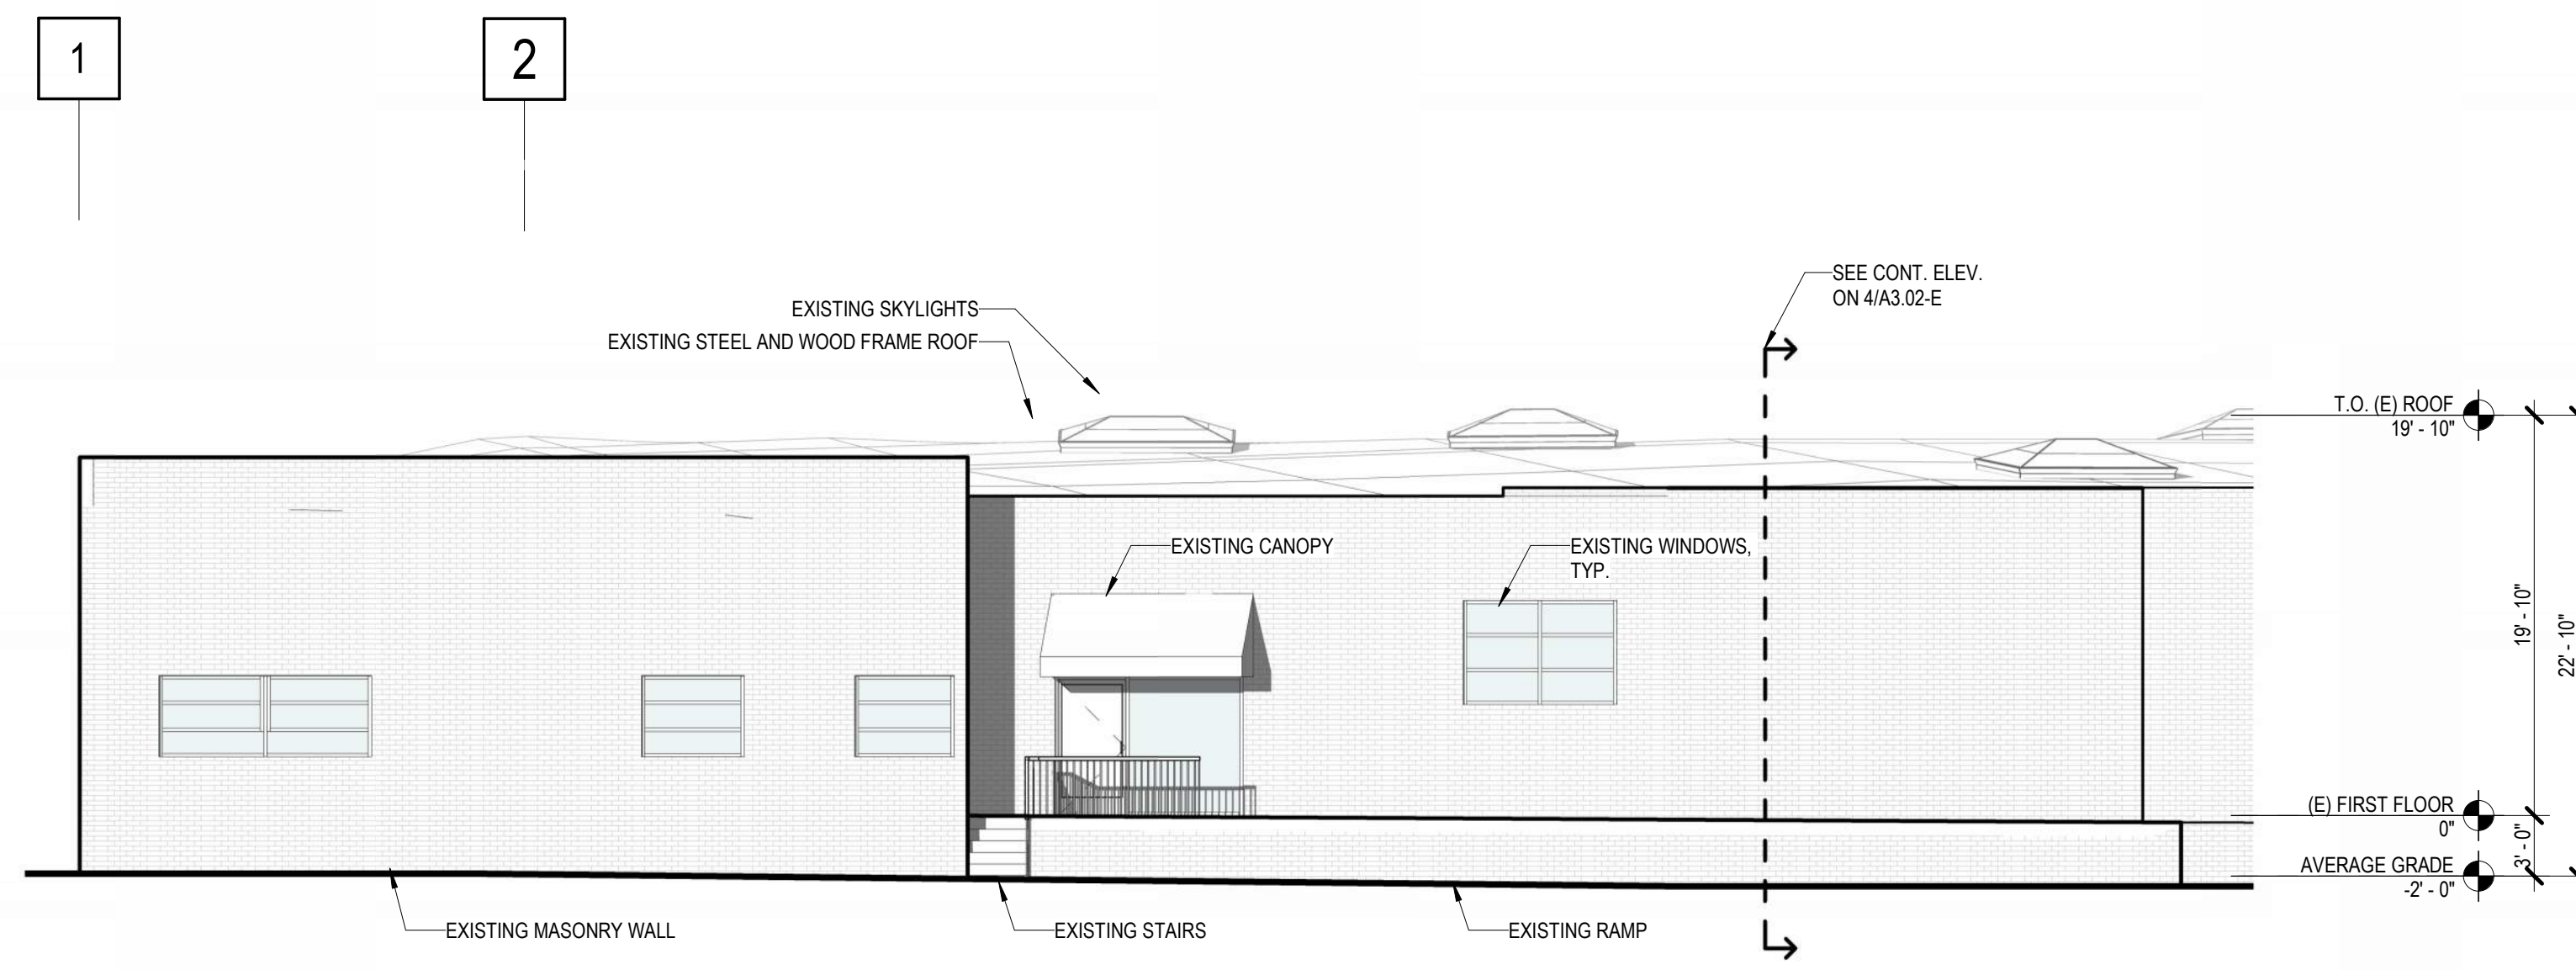 1
2
SEE CONT. ELEV.
ON 4/A3.02-E
EXISTING SKYLIGHTS
EXISTING STEEL AND WOOD FRAME ROOF
T.O. (E) ROOF
19' - 10"
EXISTING CANOPY
EXISTING WINDOWS,
TYP.
19' - 10"
22' - 10"
(E) FIRST FLOOR
0"
3' - 0"
AVERAGE GRADE
-2' - 0"
EXISTING MASONRY WALL
EXISTING STAIRS
EXISTING RAMP